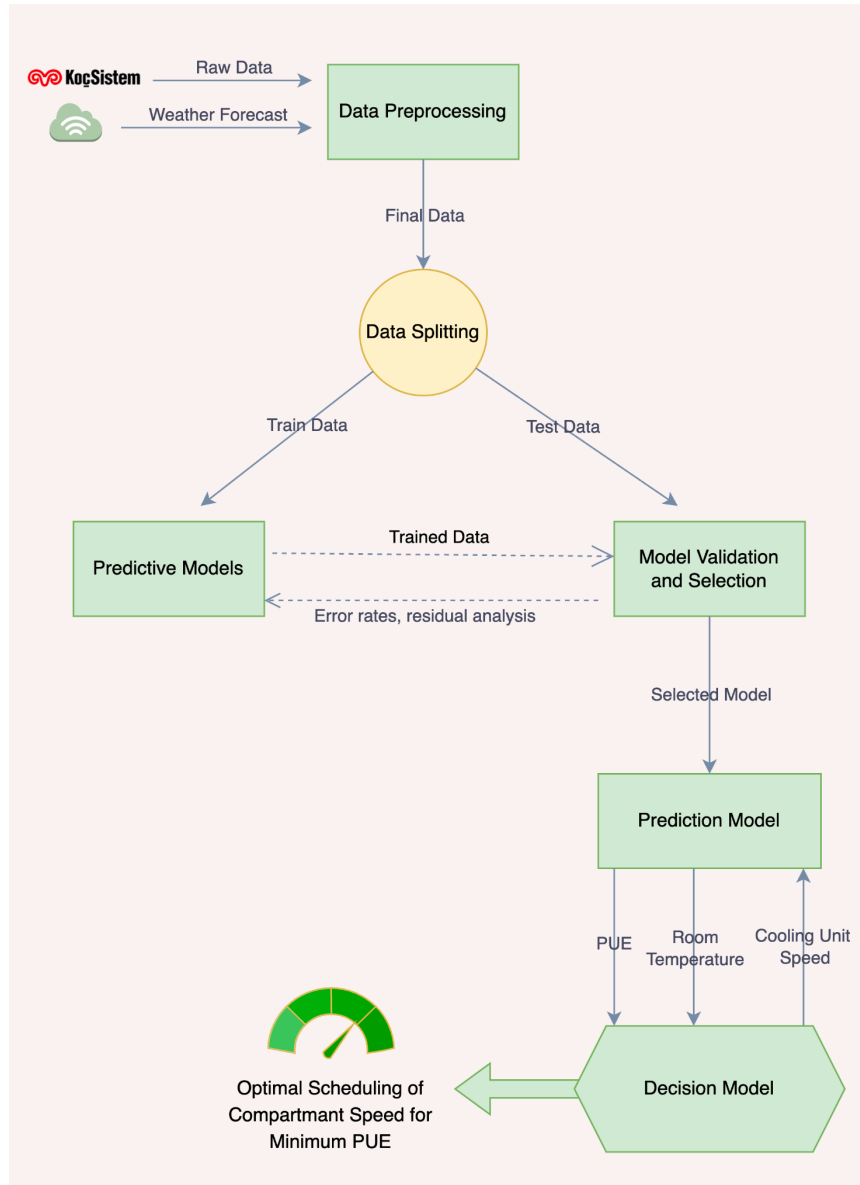 Raw Data
KoçSistem
Weather Forecast
Data Preprocessing
Final Data
Data Splitting
Train Data
Test Data
Predictive Models
Trained Data
Error rates, residual analysis
Model Validation
and Selection
Selected Model
Prediction Model
PUE
Room
Temperature
Cooling Unit
Speed
Decision Model
Optimal Scheduling of
Compartmant Speed for
Minimum PUE